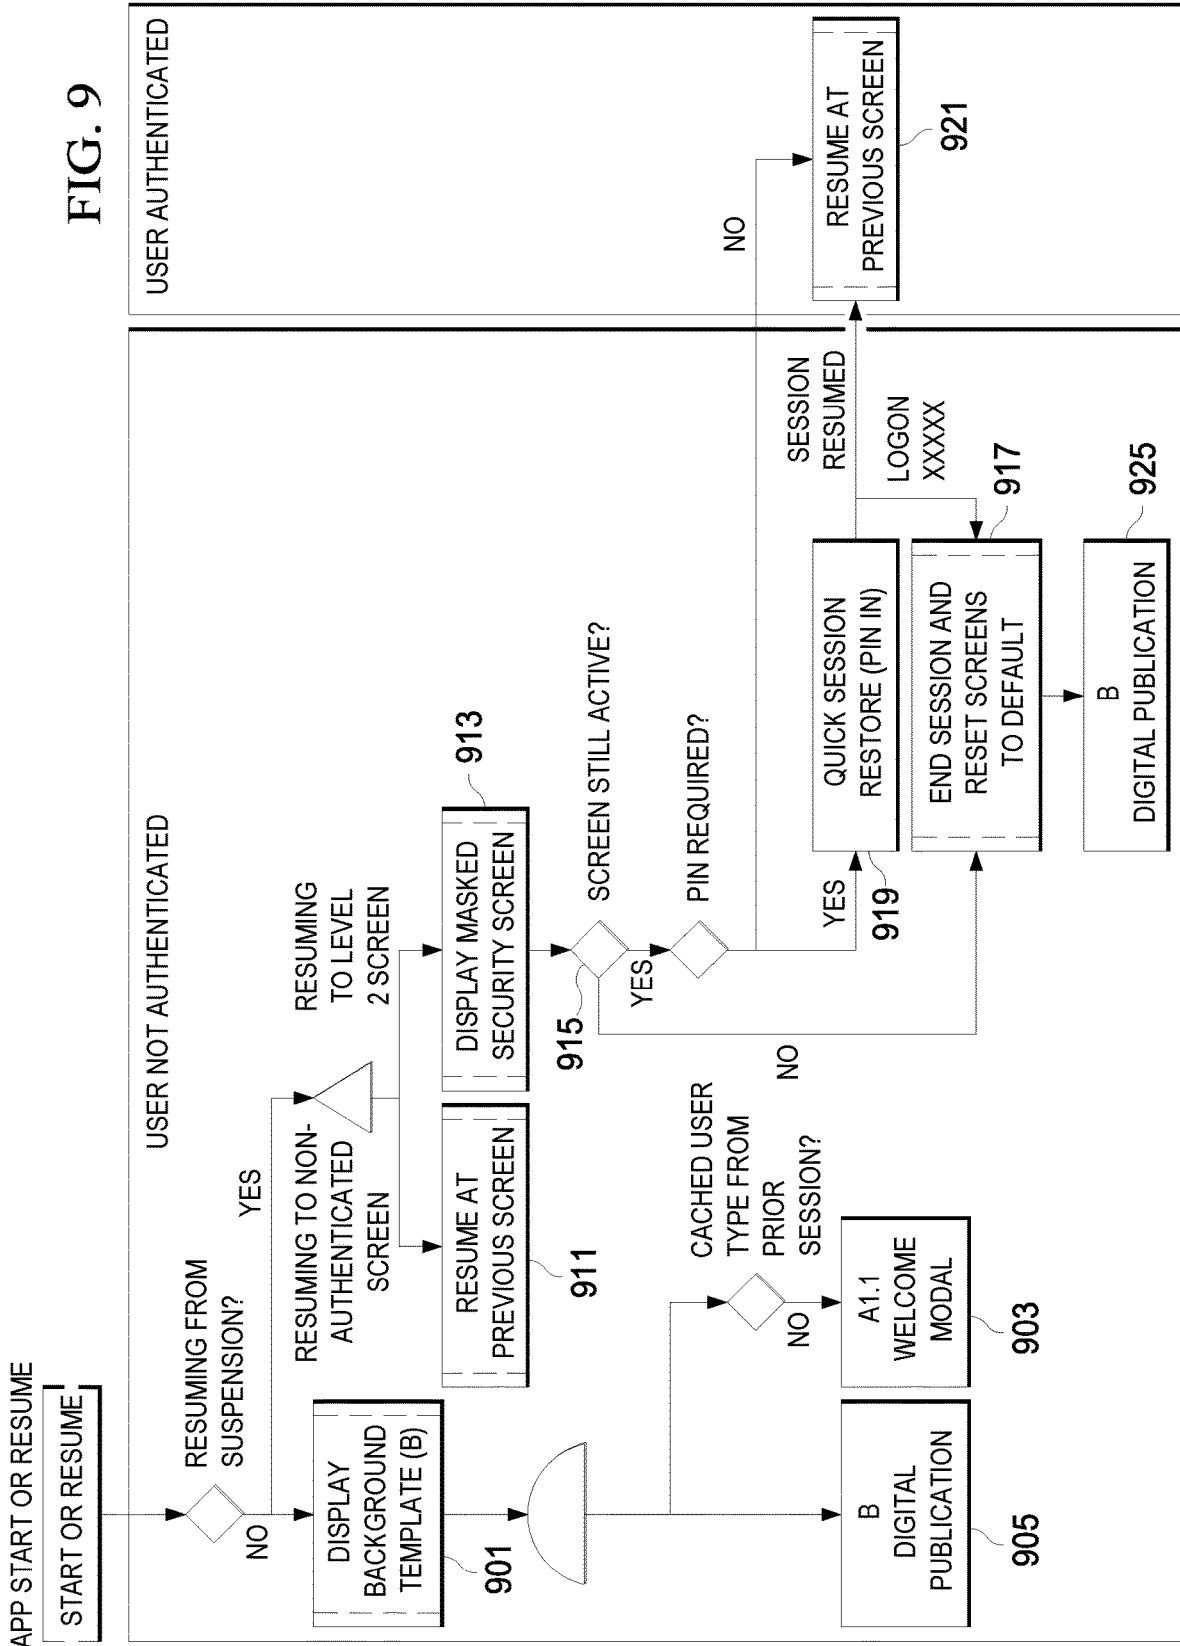 FIG. 9
APP START OR RESUME
START OR RESUME
USER NOT AUTHENTICATED
USER AUTHENTICATED
RESUMING FROM
SUSPENSION?
NO
YES
DISPLAY
BACKGROUND
TEMPLATE (B)
901
RESUMING TO NON-
AUTHENTICATED
SCREEN
RESUMING
TO LEVEL
2 SCREEN
RESUME AT
PREVIOUS SCREEN
911
DISPLAY MASKED
SECURITY SCREEN
913
915
SCREEN STILL ACTIVE?
YES
NO
PIN REQUIRED?
NO
YES
CACHED USER
TYPE FROM
PRIOR
SESSION?
NO
B
DIGITAL
PUBLICATION
905
A1.1
WELCOME
MODAL
903
QUICK SESSION
RESTORE (PIN IN)
919
SESSION
RESUMED
LOGON
XXXXX
RESUME AT
PREVIOUS SCREEN
921
END SESSION AND
RESET SCREENS
TO DEFAULT
917
B
DIGITAL PUBLICATION
925